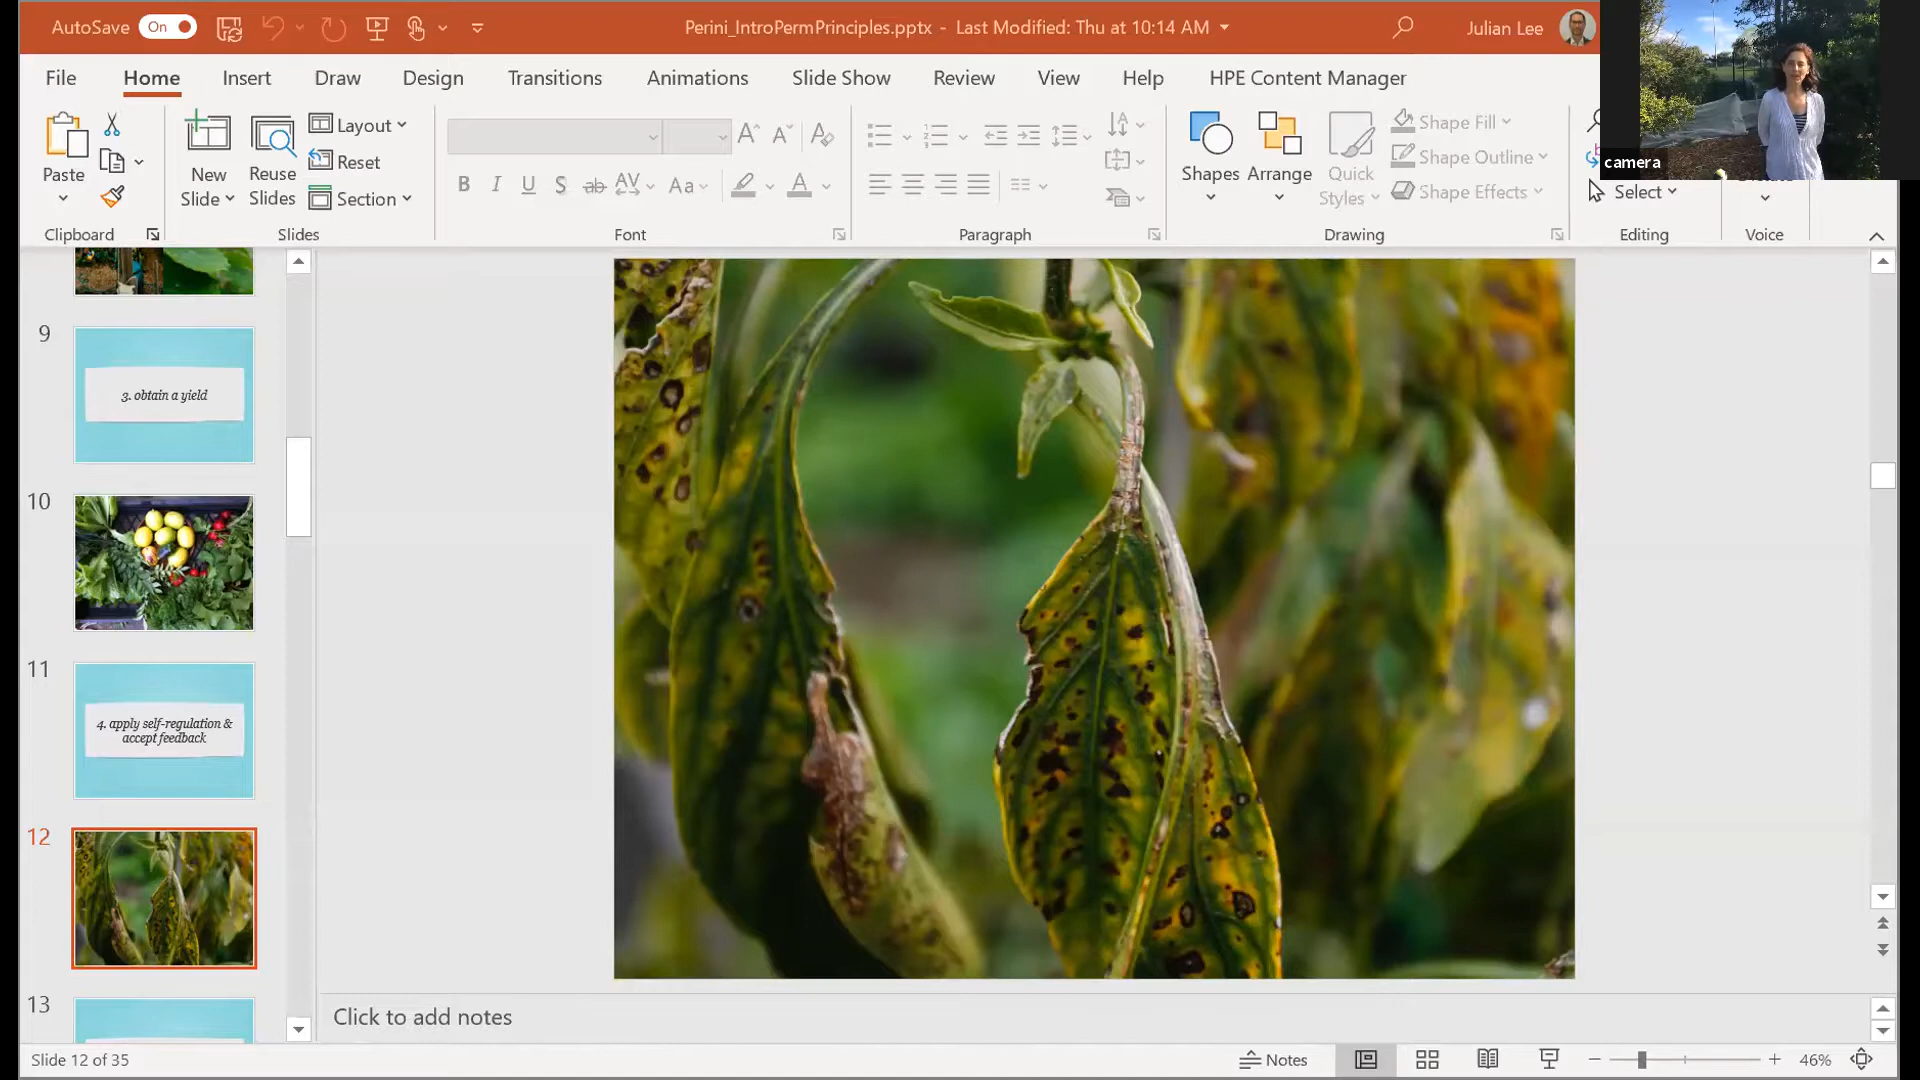 AutoSave On
Perini_IntroPermPrinciples.pptx - Last Modified: Thu at 10:14 AM
Julian Lee
File Home Insert Draw Design Transitions Animations Slide Show Review View Help HPE Content Manager
camera
Paste
New
Slide
Reuse
Slides
Layout
Reset
Section
B I U S ab AV Aa A
Shapes
Arrange
Quick
Styles
Shape Fill
Shape Outline
Shape Effects
Select
Clipboard Slides Font Paragraph Drawing Editing Voice
9
3. obtain a yield
10
11
4. apply self-regulation &
accept feedback
12
13
Click to add notes
Slide 12 of 35
Notes
46%